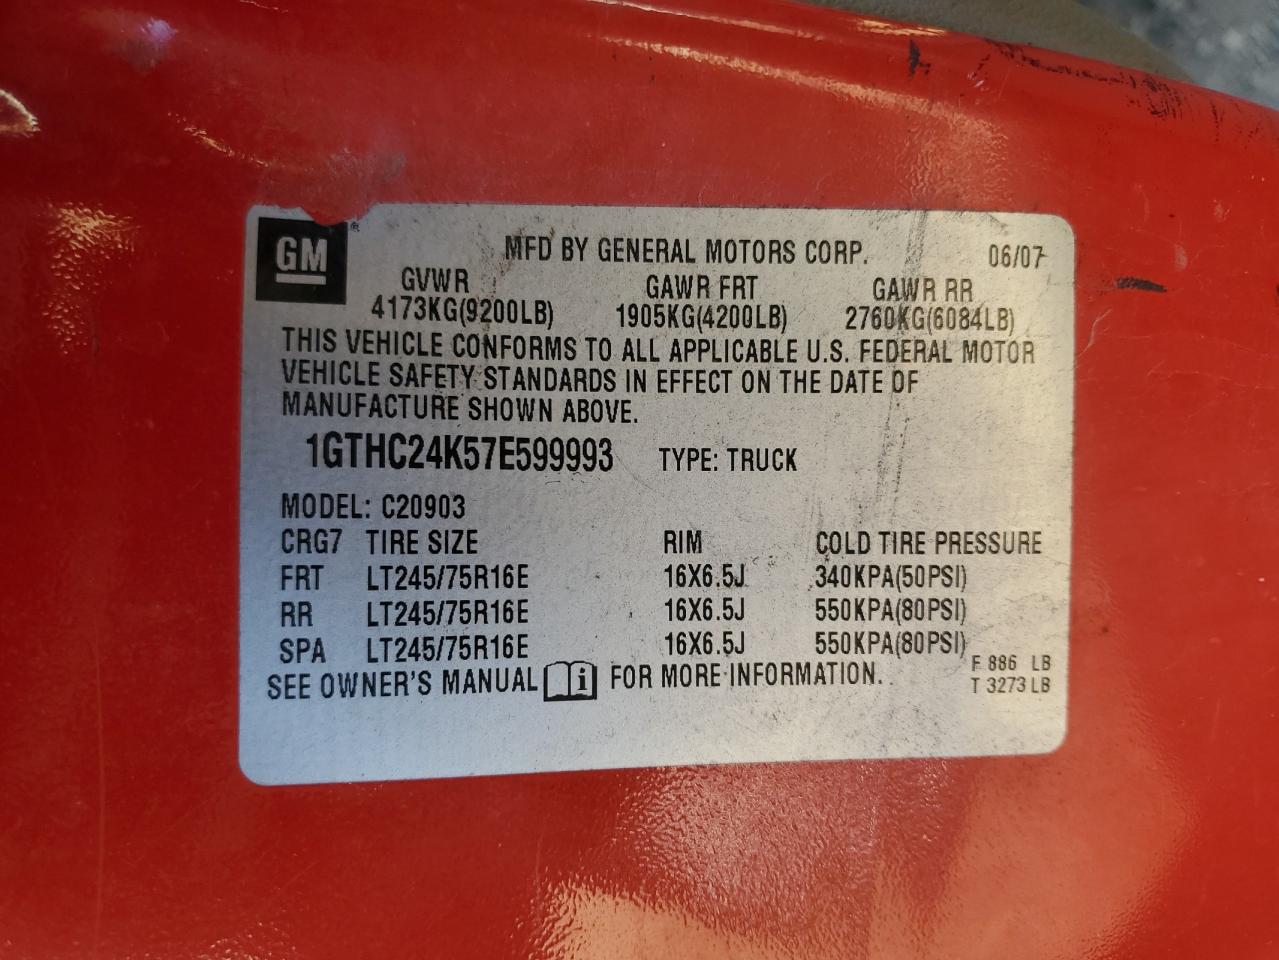 GM ®
MFD BY GENERAL MOTORS CORP. 06/07
GVWR GAWR FRT GAWR RR
4173KG(9200LB) 1905KG(4200LB) 2760KG(6084LB)
THIS VEHICLE CONFORMS TO ALL APPLICABLE U.S. FEDERAL MOTOR
VEHICLE SAFETY STANDARDS IN EFFECT ON THE DATE OF
MANUFACTURE SHOWN ABOVE.
1GTHC24K57E599993 TYPE: TRUCK
MODEL: C20903
CRG7 TIRE SIZE RIM COLD TIRE PRESSURE
FRT LT245/75R16E 16X6.5J 340KPA(50PSI)
RR LT245/75R16E 16X6.5J 550KPA(80PSI)
SPA LT245/75R16E 16X6.5J 550KPA(80PSI)
SEE OWNER'S MANUAL i FOR MORE INFORMATION.
F 886 LB
T 3273 LB